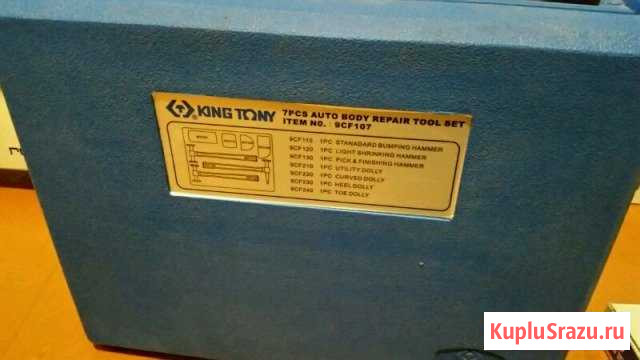 KING TONY
7PCS AUTO BODY REPAIR TOOL SET
ITEM NO. : 9CF107
9CF110 1PC STANADARD BUMPING HAMMER
9CF120 1PC LIGHT SHRINKING HAMMER
9CF130 1PC PICK & FINISHING HAMMER
9CF210 1PC UTILITY DOLLY
9CF220 1PC CURVED DOLLY
9CF230 1PC HEEL DOLLY
9CF240 1PC TOE DOLLY
KupluSrazu.ru